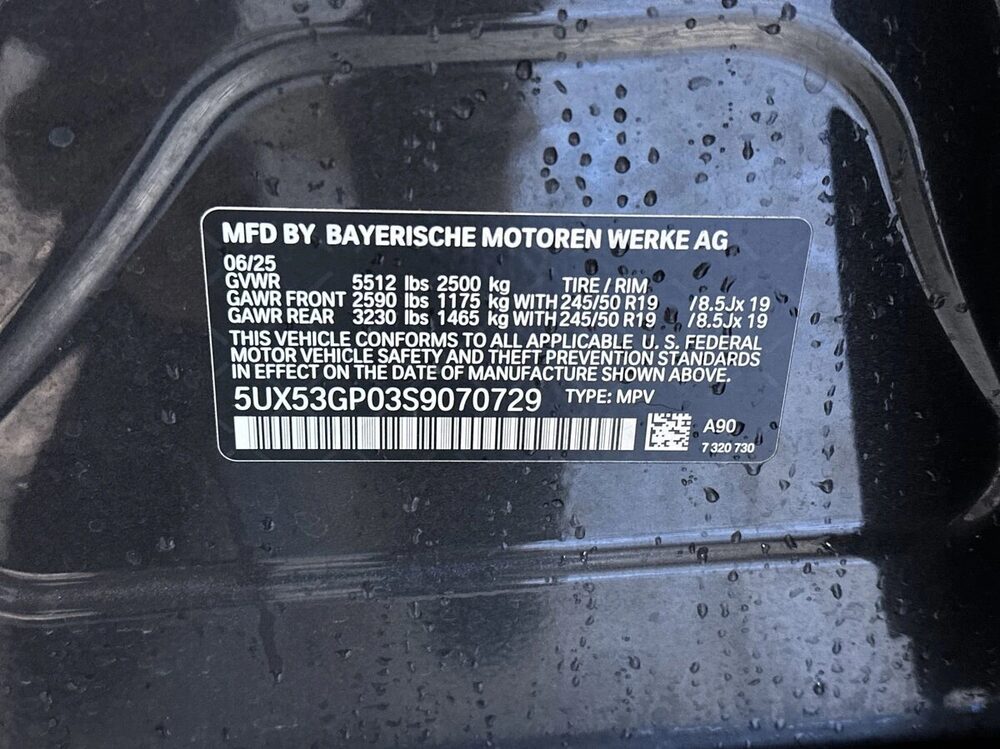 MFD BY BAYERISCHE MOTOREN WERKE AG
06/25
GVWR 5512 lbs 2500 kg TIRE / RIM
GAWR FRONT 2590 lbs 1175 kg WITH 245/50 R19 /8.5Jx 19
GAWR REAR 3230 lbs 1465 kg WITH 245/50 R19 /8.5Jx 19
THIS VEHICLE CONFORMS TO ALL APPLICABLE U. S. FEDERAL
MOTOR VEHICLE SAFETY AND THEFT PREVENTION STANDARDS
IN EFFECT ON THE DATE OF MANUFACTURE SHOWN ABOVE.
5UX53GP03S9070729 TYPE: MPV
A90
7 320 730